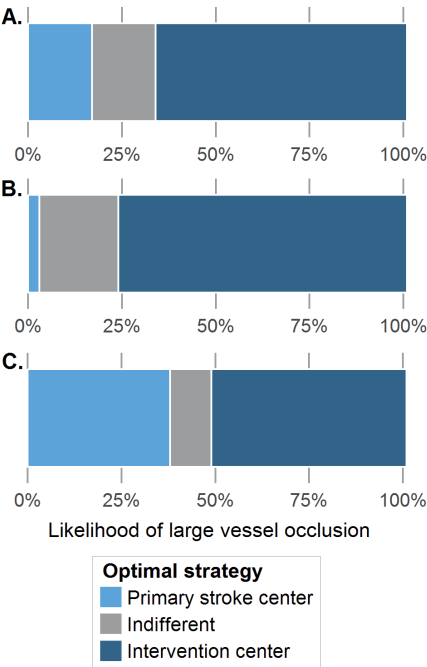 A.
0% 25% 50% 75% 100%
B.
0% 25% 50% 75% 100%
C.
0% 25% 50% 75% 100%
Likelihood of large vessel occlusion
Optimal strategy
Primary stroke center
Indifferent
Intervention center